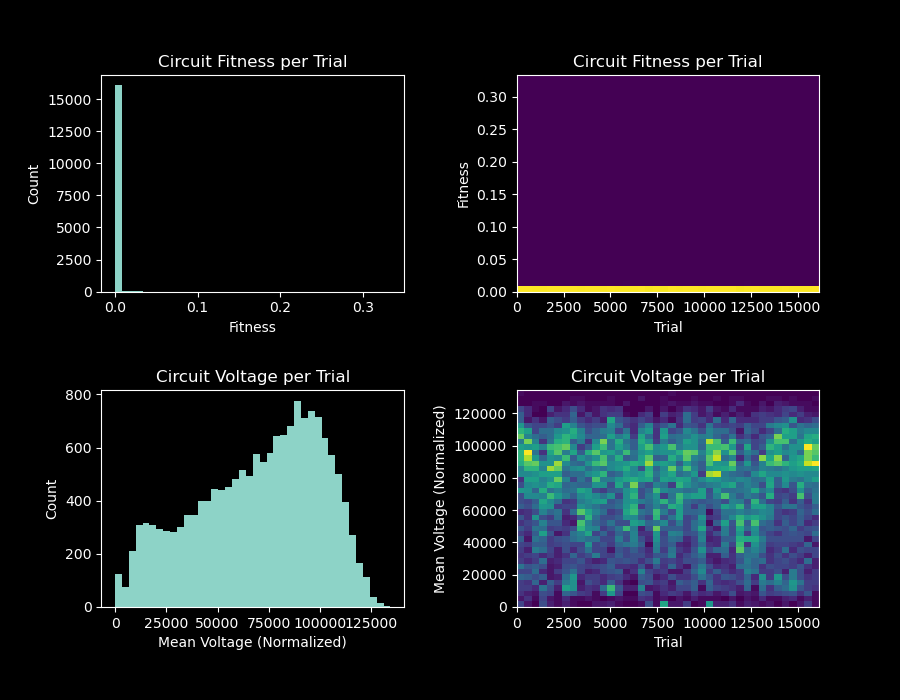 Circuit Fitness per Trial
15000
12500
10000
7500
5000
2500
0
Count
0.0 0.1 0.2 0.3
Fitness
Circuit Fitness per Trial
0.30
0.25
0.20
0.15
0.10
0.05
0.00
Fitness
0 2500 5000 7500 10000 12500 15000
Trial
Circuit Voltage per Trial
800
600
400
200
0
Count
0 25000 50000 75000 100000 125000
Mean Voltage (Normalized)
Circuit Voltage per Trial
120000
100000
80000
60000
40000
20000
0
Mean Voltage (Normalized)
0 2500 5000 7500 10000 12500 15000
Trial